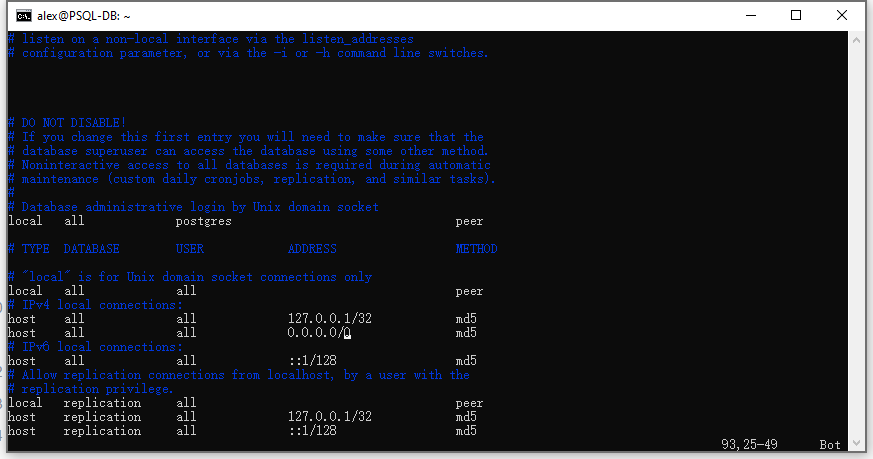 alex@PSQL-DB: ~
# listen on a non-local interface via the listen_addresses
# configuration parameter, or via the -i or -h command line switches.
# DO NOT DISABLE!
# If you change this first entry you will need to make sure that the
# database superuser can access the database using some other method.
# Noninteractive access to all databases is required during automatic
# maintenance (custom daily cronjobs, replication, and similar tasks).
#
# Database administrative login by Unix domain socket
local   all             postgres                                peer
# TYPE  DATABASE        USER            ADDRESS                 METHOD
# "local" is for Unix domain socket connections only
local   all             all                                     peer
# IPv4 local connections:
host    all             all             127.0.0.1/32            md5
host    all             all             0.0.0.0/0               md5
# IPv6 local connections:
host    all             all             ::1/128                 md5
# Allow replication connections from localhost, by a user with the
# replication privilege.
local   replication     all                                     peer
host    replication     all             127.0.0.1/32            md5
host    replication     all             ::1/128                 md5
93,25-49      Bot